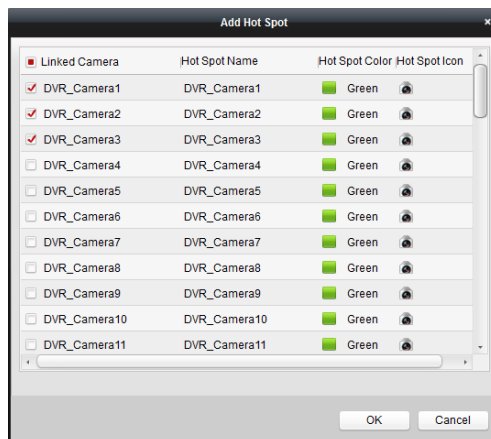 Add Hot Spot
Linked Camera Hot Spot Name Hot Spot Color Hot Spot Icon
DVR_Camera1 DVR_Camera1 Green
DVR_Camera2 DVR_Camera2 Green
DVR_Camera3 DVR_Camera3 Green
DVR_Camera4 DVR_Camera4 Green
DVR_Camera5 DVR_Camera5 Green
DVR_Camera6 DVR_Camera6 Green
DVR_Camera7 DVR_Camera7 Green
DVR_Camera8 DVR_Camera8 Green
DVR_Camera9 DVR_Camera9 Green
DVR_Camera10 DVR_Camera10 Green
DVR_Camera11 DVR_Camera11 Green
OK Cancel